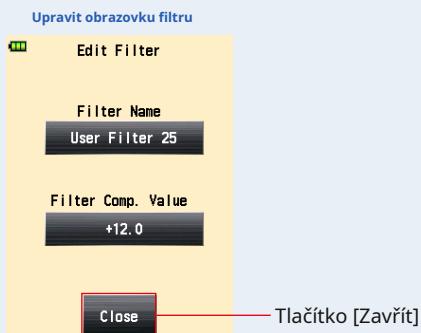 Upravit obrazovku filtru
Edit Filter
Filter Name
User Filter 25
Filter Comp. Value
+12.0
Close
Tlačítko [Zavřít]